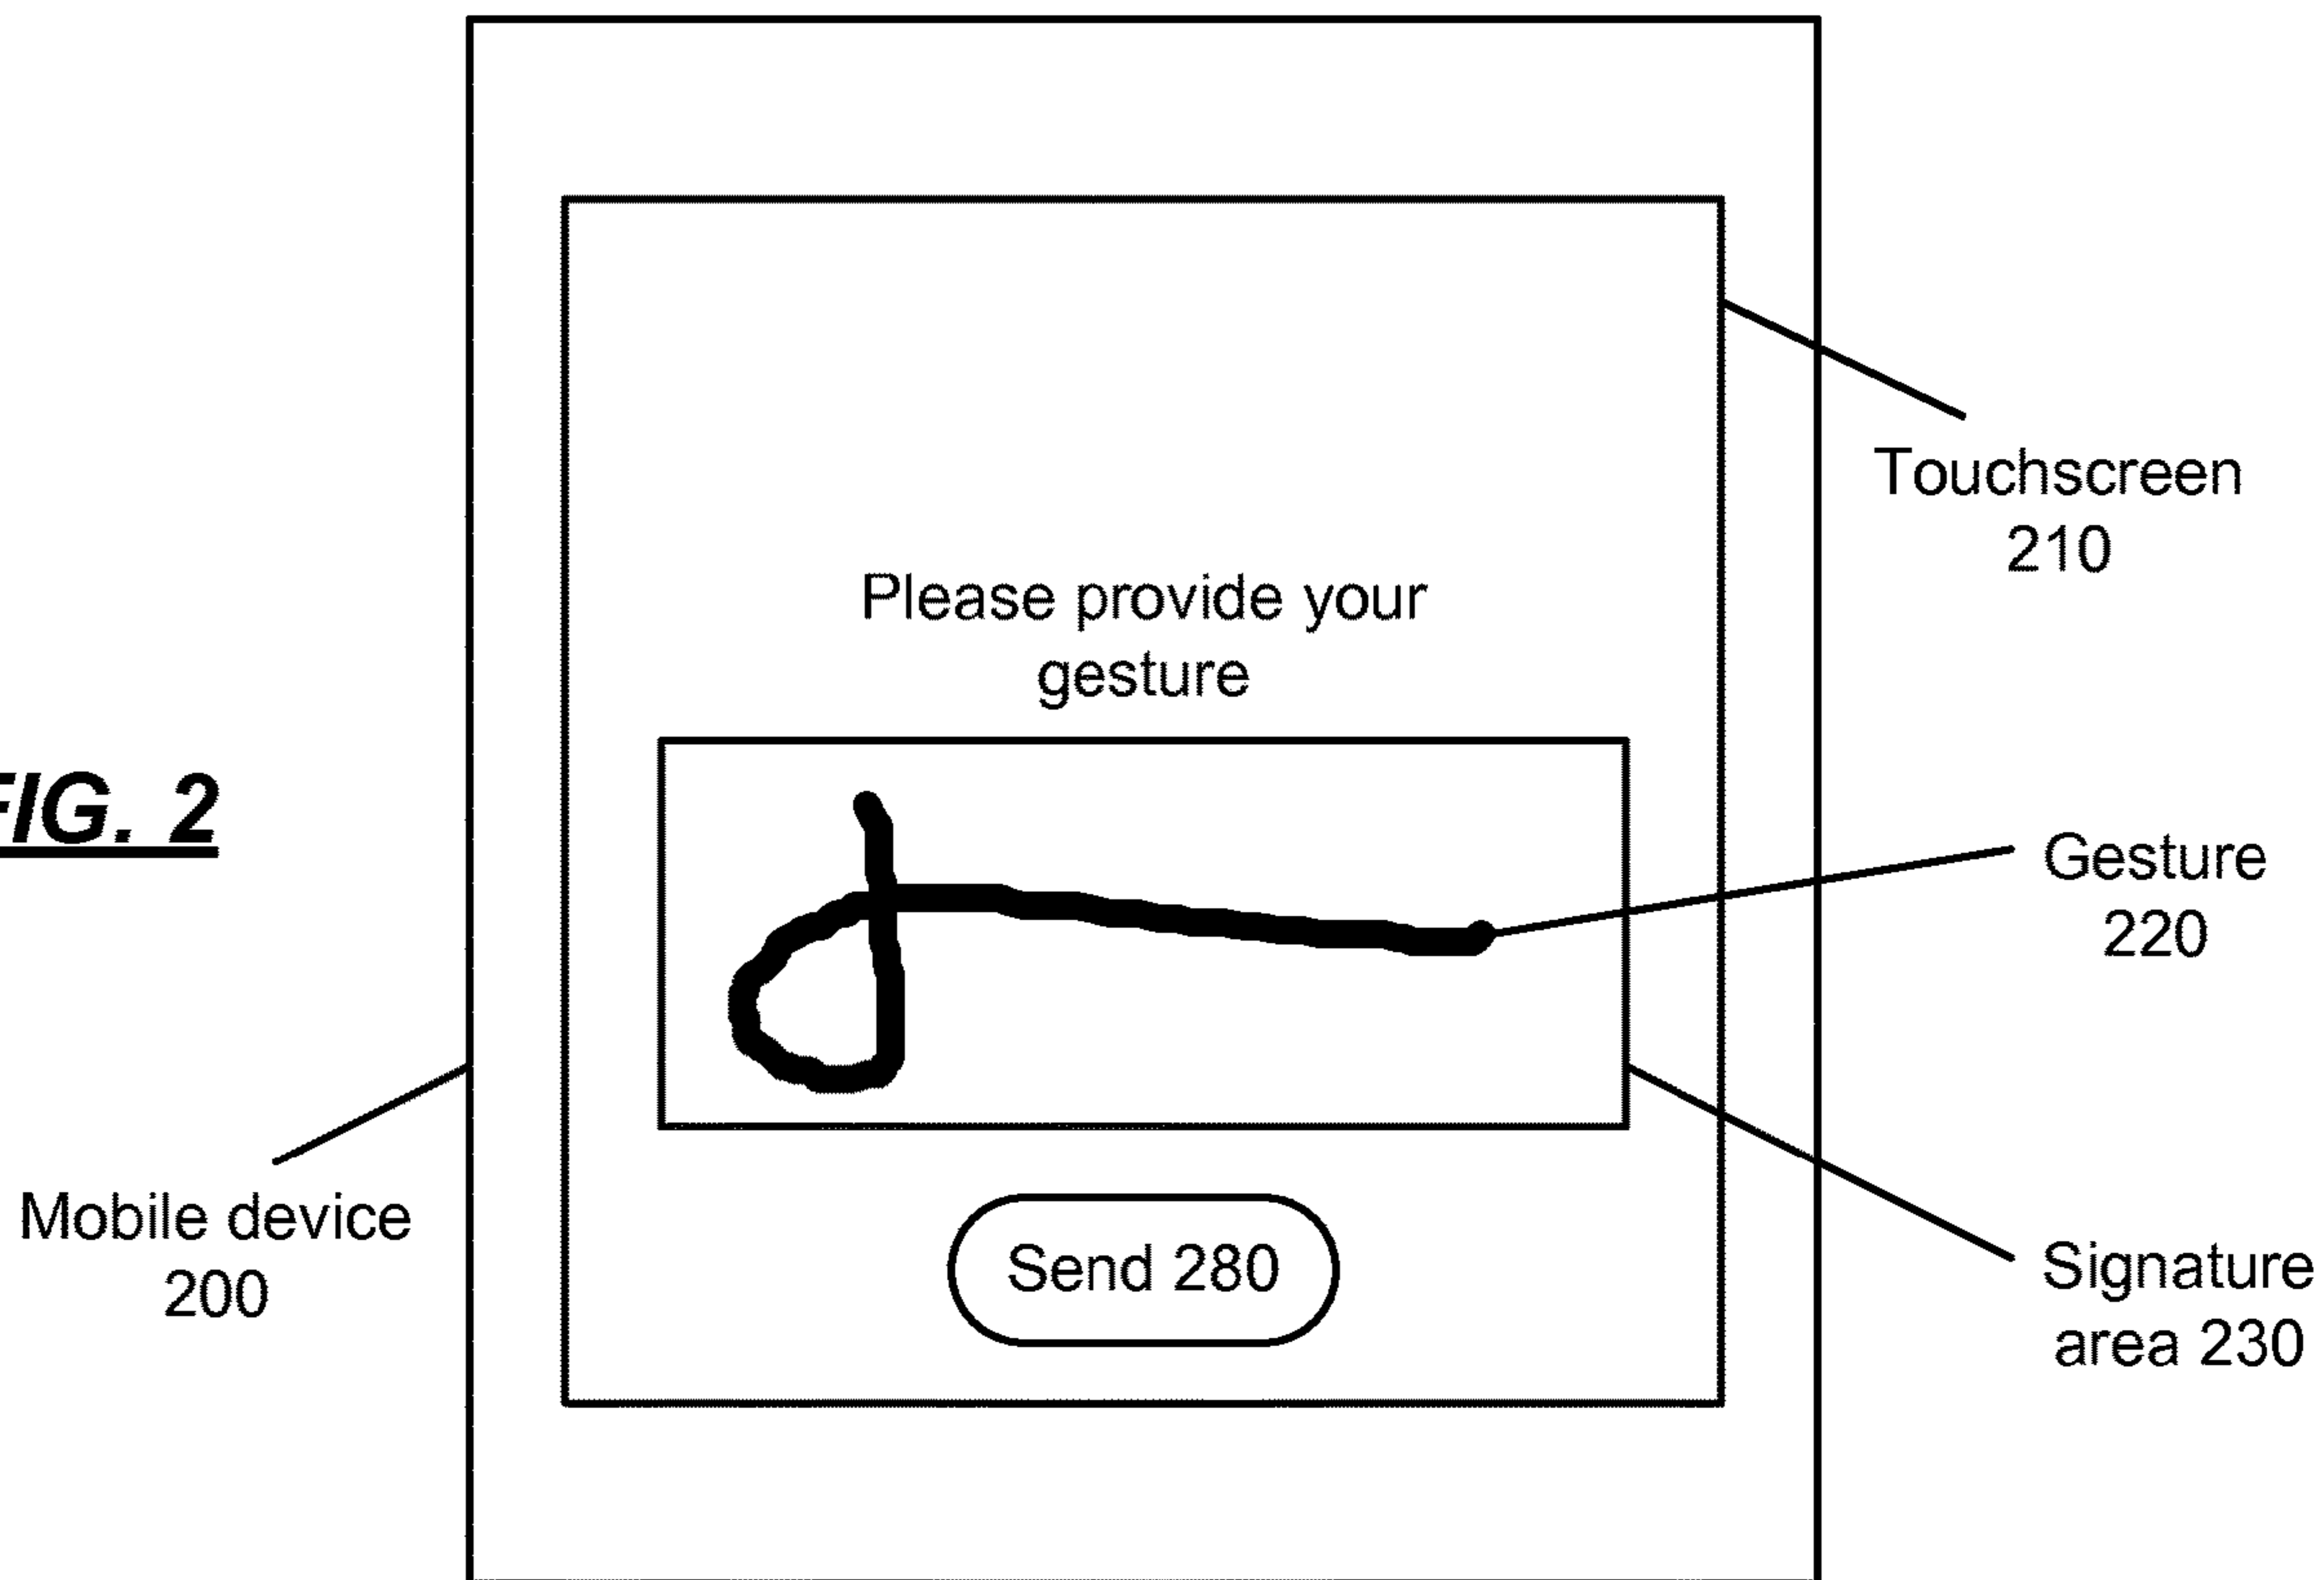 Touchscreen
210
Please provide your
gesture
FIG. 2
Gesture
220
Mobile device
200
Send 280
Signature
area 230